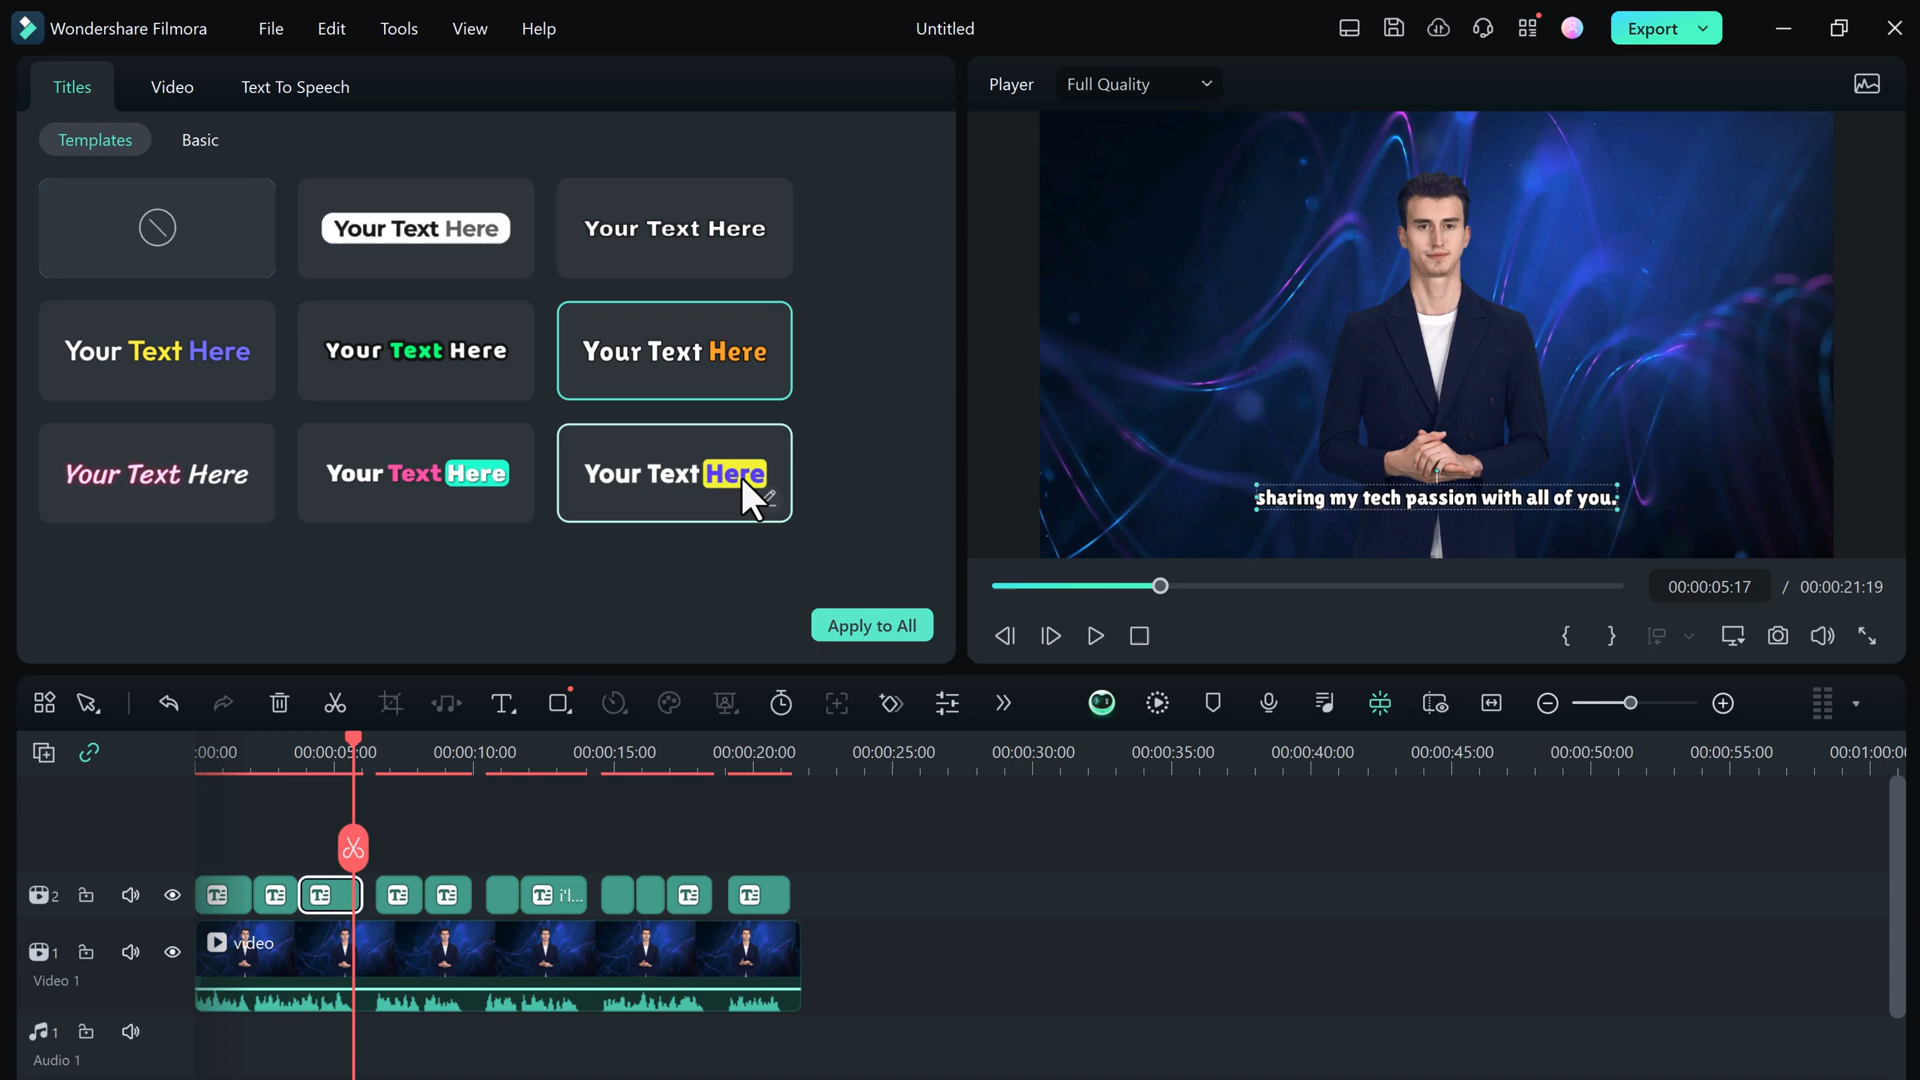 Wondershare Filmora
File
Edit
Tools
View
Help
Untitled
Export
Titles
Video
Text To Speech
Player
Full Quality
Templates
Basic
Your Text Here
Your Text Here
Your Text Here
Your Text Here
Your Text Here
Your Text Here
Your Text Here
Your Text Here
sharing my tech passion with all of you.
Apply to All
00:00:05:17 / 00:00:21:19
:00:00
00:00:05:00
00:00:10:00
00:00:15:00
00:00:20:00
00:00:25:00
00:00:30:00
00:00:35:00
00:00:40:00
00:00:45:00
00:00:50:00
00:00:55:00
00:01:00:0
2
i'l...
1
video
Video 1
1
Audio 1